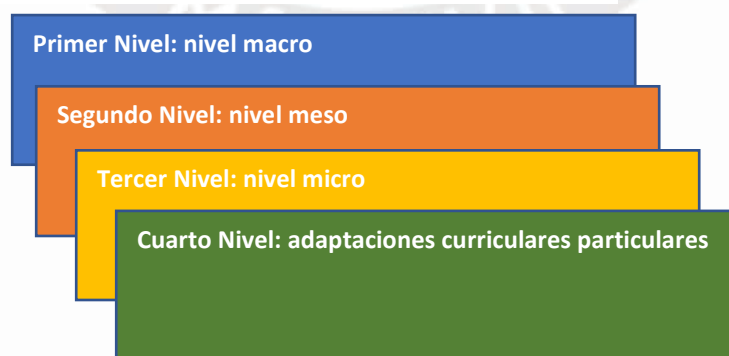 Primer Nivel: nivel macro
Segundo Nivel: nivel meso
Tercer Nivel: nivel micro
Cuarto Nivel: adaptaciones curriculares particulares